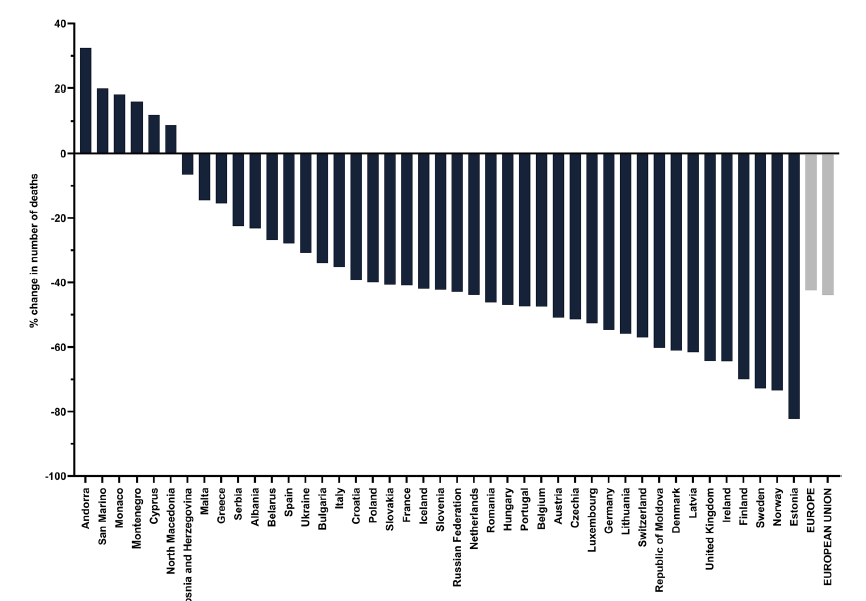 40
20
0
-20
-40
-60
-80
-100
% change in number of deaths
Andorra
San Marino
Monaco
Montenegro
Cyprus
North Macedonia
osnia and Herzegovina
Malta
Greece
Serbia
Albania
Belarus
Spain
Ukraine
Bulgaria
Italy
Croatia
Poland
Slovakia
France
Iceland
Slovenia
Russian Federation
Netherlands
Romania
Hungary
Portugal
Belgium
Austria
Czechia
Luxembourg
Germany
Lithuania
Switzerland
Republic of Moldova
Denmark
Latvia
United Kingdom
Ireland
Finland
Sweden
Norway
Estonia
EUROPE
EUROPEAN UNION